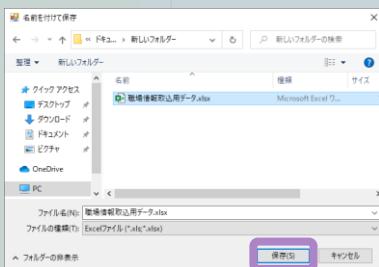 名前を付けて保存
« ドキュ... › 新しいフォルダー
新しいフォルダーの検索
整理 新しいフォルダー
名前 種類 サイズ
クイック アクセス
デスクトップ
ダウンロード
ドキュメント
ピクチャ
OneDrive
PC
職場情報取込用データ.xlsx Microsoft Excel ワ...
ファイル名(N): 職場情報取込用データ.xlsx
ファイルの種類(T): Excelファイル (*.xls;*.xlsx)
フォルダーの非表示
保存(S) キャンセル